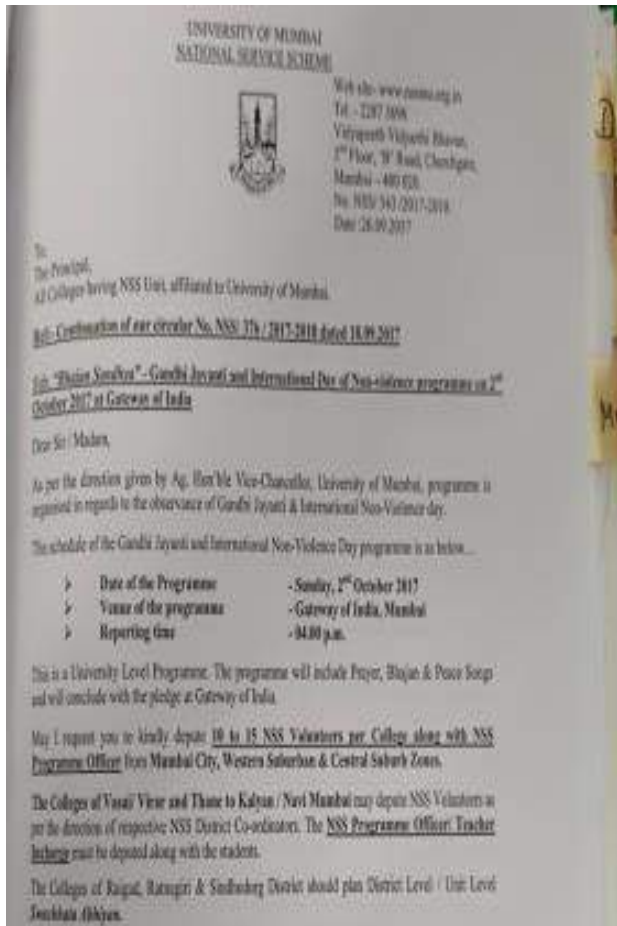 UNIVERSITY OF MUMBAI
NATIONAL SERVICE SCHEME
Web site- www.nssmu.org.in
Tel. - 2287
Vidyapeeth Vidyarthi Bhavan,
2nd Floor, 'B' Road, Churchgate,
Mumbai - 400 020.
No. NSS/ 343 /2017-2018
Date :26.09.2017
To
The Principal,
All Colleges having NSS Unit, affiliated to University of Mumbai.
Ref:- Continuation of our circular No. NSS/ 376 / 2017-2018 dated 18.09.2017
Sub: "Bhajan Sandhya" - Gandhi Jayanti and International Day of Non-violence programme on 2nd
October 2017 at Gateway of India
Dear Sir / Madam,
As per the direction given by Ag. Hon'ble Vice-Chancellor, University of Mumbai, programme is
organised in regards to the observance of Gandhi Jayanti & International Non-Violence day.
The schedule of the Gandhi Jayanti and International Non-Violence Day programme is as below....
➢ Date of the Programme - Sunday, 2nd October 2017
➢ Venue of the programme - Gateway of India, Mumbai
➢ Reporting time - 04.00 p.m.
This is a University Level Programme. The programme will include Prayer, Bhajan & Peace Songs
and will conclude with the pledge at Gateway of India.
May I request you to kindly depute 10 to 15 NSS Volunteers per College along with NSS
Programme Officer from Mumbai City, Western Suburban & Central Suburb Zones.
The Colleges of Vasai/ Virar and Thane to Kalyan / Navi Mumbai may depute NSS Volunteers as
per the direction of respective NSS District Co-ordinators. The NSS Programme Officer/ Teacher
Incharge must be deputed along with the students.
The Colleges of Raigad, Ratnagiri & Sindhudurg District should plan District Level / Unit Level
Swachhata Abhiyan.